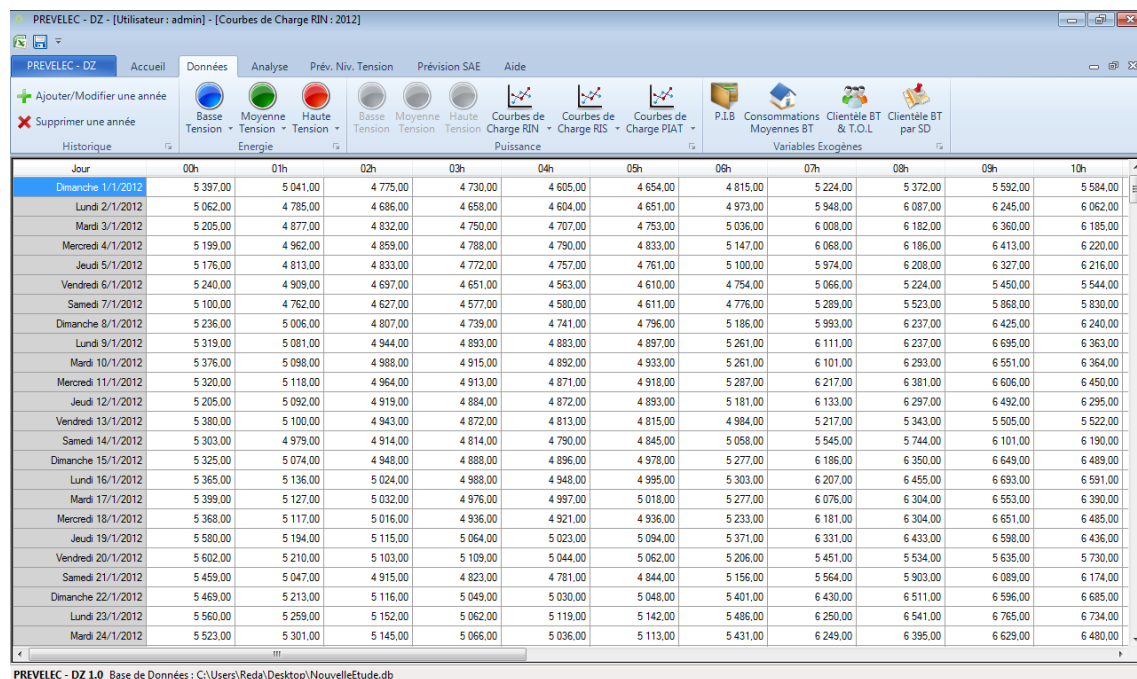 PREVELEC - DZ - [Utilisateur : admin] - [Courbes de Charge RIN : 2012]
PREVELEC - DZ Accueil Données Analyse Prév. Niv. Tension Prévision SAE Aide
Ajouter/Modifier une année
Supprimer une année
Basse Tension Moyenne Tension Haute Tension Basse Tension Moyenne Tension Haute Tension Courbes de Charge RIN Courbes de Charge RIS Courbes de Charge PIAT P.I.B Consommations Moyennes BT Clientèle BT & T.O.L Clientèle BT par SD
Historique Energie Puissance Variables Exogènes
Jour 00h 01h 02h 03h 04h 05h 06h 07h 08h 09h 10h
Dimanche 1/1/2012 5 397,00 5 041,00 4 775,00 4 730,00 4 605,00 4 654,00 4 815,00 5 224,00 5 372,00 5 592,00 5 584,00
Lundi 2/1/2012 5 062,00 4 785,00 4 686,00 4 658,00 4 604,00 4 651,00 4 973,00 5 948,00 6 087,00 6 245,00 6 062,00
Mardi 3/1/2012 5 205,00 4 877,00 4 832,00 4 750,00 4 707,00 4 753,00 5 036,00 6 008,00 6 182,00 6 360,00 6 185,00
Mercredi 4/1/2012 5 199,00 4 962,00 4 859,00 4 788,00 4 790,00 4 833,00 5 147,00 6 068,00 6 186,00 6 413,00 6 220,00
Jeudi 5/1/2012 5 176,00 4 813,00 4 833,00 4 772,00 4 757,00 4 761,00 5 100,00 5 974,00 6 208,00 6 327,00 6 216,00
Vendredi 6/1/2012 5 240,00 4 909,00 4 697,00 4 651,00 4 563,00 4 610,00 4 754,00 5 066,00 5 224,00 5 450,00 5 544,00
Samedi 7/1/2012 5 100,00 4 762,00 4 627,00 4 577,00 4 580,00 4 611,00 4 776,00 5 289,00 5 523,00 5 868,00 5 830,00
Dimanche 8/1/2012 5 236,00 5 006,00 4 807,00 4 739,00 4 741,00 4 796,00 5 186,00 5 993,00 6 237,00 6 425,00 6 240,00
Lundi 9/1/2012 5 319,00 5 081,00 4 944,00 4 893,00 4 883,00 4 897,00 5 261,00 6 111,00 6 237,00 6 695,00 6 363,00
Mardi 10/1/2012 5 376,00 5 098,00 4 988,00 4 915,00 4 892,00 4 933,00 5 261,00 6 101,00 6 293,00 6 551,00 6 364,00
Mercredi 11/1/2012 5 320,00 5 118,00 4 964,00 4 913,00 4 871,00 4 918,00 5 287,00 6 217,00 6 381,00 6 606,00 6 450,00
Jeudi 12/1/2012 5 205,00 5 092,00 4 919,00 4 884,00 4 872,00 4 893,00 5 181,00 6 133,00 6 297,00 6 492,00 6 295,00
Vendredi 13/1/2012 5 380,00 5 100,00 4 943,00 4 872,00 4 813,00 4 815,00 4 984,00 5 217,00 5 343,00 5 505,00 5 522,00
Samedi 14/1/2012 5 303,00 4 979,00 4 914,00 4 814,00 4 790,00 4 845,00 5 058,00 5 545,00 5 744,00 6 101,00 6 190,00
Dimanche 15/1/2012 5 325,00 5 074,00 4 948,00 4 888,00 4 896,00 4 978,00 5 277,00 6 186,00 6 350,00 6 649,00 6 489,00
Lundi 16/1/2012 5 365,00 5 136,00 5 024,00 4 988,00 4 948,00 4 995,00 5 303,00 6 207,00 6 455,00 6 693,00 6 591,00
Mardi 17/1/2012 5 399,00 5 127,00 5 032,00 4 976,00 4 997,00 5 018,00 5 277,00 6 076,00 6 304,00 6 553,00 6 390,00
Mercredi 18/1/2012 5 368,00 5 117,00 5 016,00 4 936,00 4 921,00 4 936,00 5 233,00 6 181,00 6 304,00 6 651,00 6 485,00
Jeudi 19/1/2012 5 580,00 5 194,00 5 115,00 5 064,00 5 023,00 5 094,00 5 371,00 6 331,00 6 433,00 6 598,00 6 436,00
Vendredi 20/1/2012 5 602,00 5 210,00 5 103,00 5 109,00 5 044,00 5 062,00 5 206,00 5 451,00 5 534,00 5 635,00 5 730,00
Samedi 21/1/2012 5 459,00 5 047,00 4 915,00 4 823,00 4 781,00 4 844,00 5 156,00 5 564,00 5 903,00 6 089,00 6 174,00
Dimanche 22/1/2012 5 469,00 5 213,00 5 116,00 5 049,00 5 030,00 5 048,00 5 401,00 6 430,00 6 511,00 6 596,00 6 685,00
Lundi 23/1/2012 5 560,00 5 259,00 5 152,00 5 062,00 5 119,00 5 142,00 5 486,00 6 250,00 6 541,00 6 765,00 6 734,00
Mardi 24/1/2012 5 523,00 5 301,00 5 145,00 5 066,00 5 036,00 5 113,00 5 431,00 6 249,00 6 395,00 6 629,00 6 480,00
PREVELEC - DZ 1.0 Base de Données : C:\Users\Reda\Desktop\NouvelleEtude.db